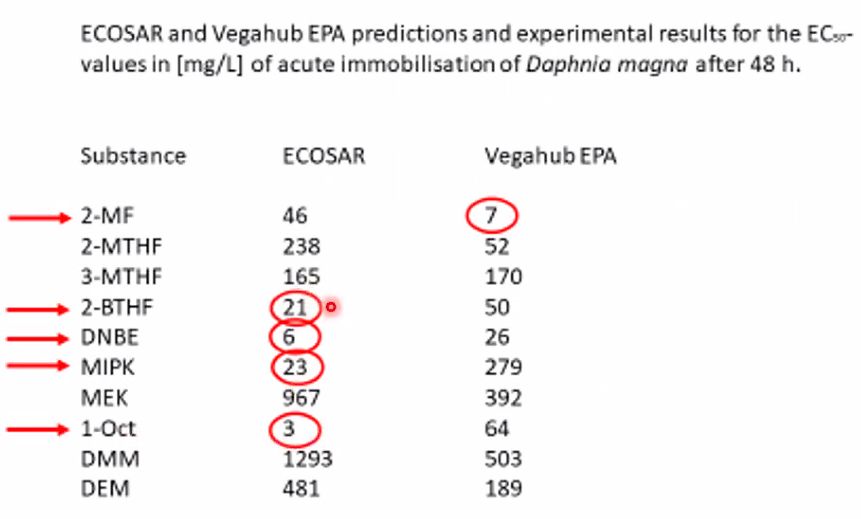 ECOSAR and Vegahub EPA predictions and experimental results for the EC₅₀-
values in [mg/L] of acute immobilisation of Daphnia magna after 48 h.
Substance ECOSAR Vegahub EPA
2-MF 46 7
2-MTHF 238 52
3-MTHF 165 170
2-BTHF 21 50
DNBE 6 26
MIPK 23 279
MEK 967 392
1-Oct 3 64
DMM 1293 503
DEM 481 189